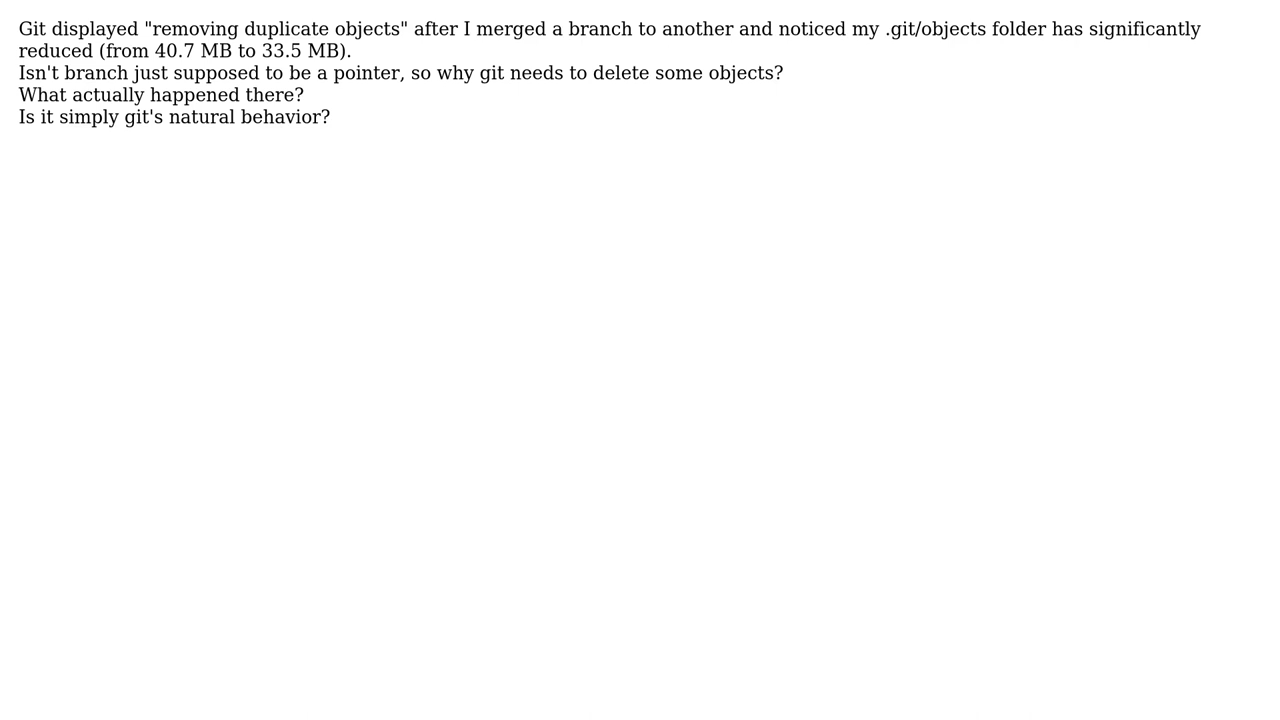 Git displayed "removing duplicate objects" after I merged a branch to another and noticed my .git/objects folder has significantly
reduced (from 40.7 MB to 33.5 MB).
Isn't branch just supposed to be a pointer, so why git needs to delete some objects?
What actually happened there?
Is it simply git's natural behavior?